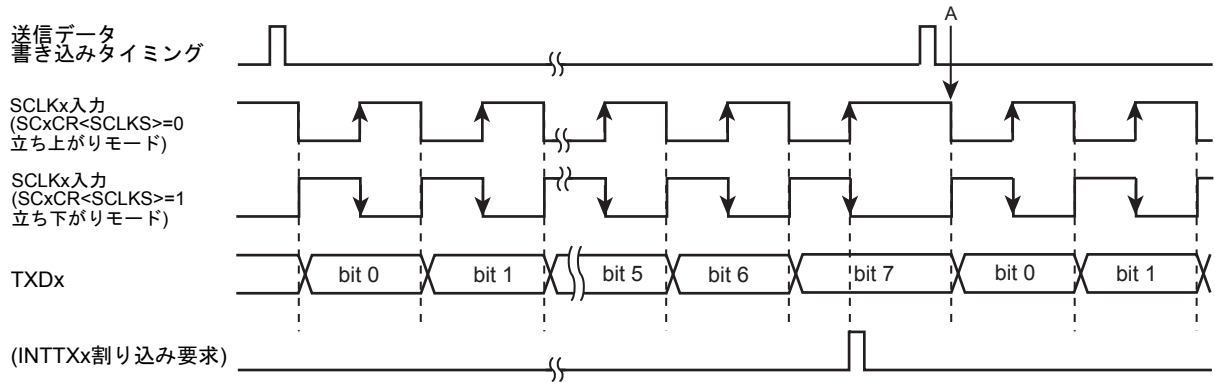 送信データ
書き込みタイミング
A
SCLKx入力
(SCxCR<SCLKS>=0
立ち上がりモード)
SCLKx入力
(SCxCR<SCLKS>=1
立ち下がりモード)
TXDx
bit 0
bit 1
bit 5
bit 6
bit 7
bit 0
bit 1
(INTTXx割り込み要求)